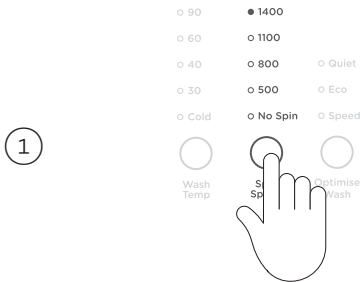 90
1400
60
1100
40
800
Quiet
30
500
Eco
Cold
No Spin
Speed
1
Wash
Temp
Optimise
Wash